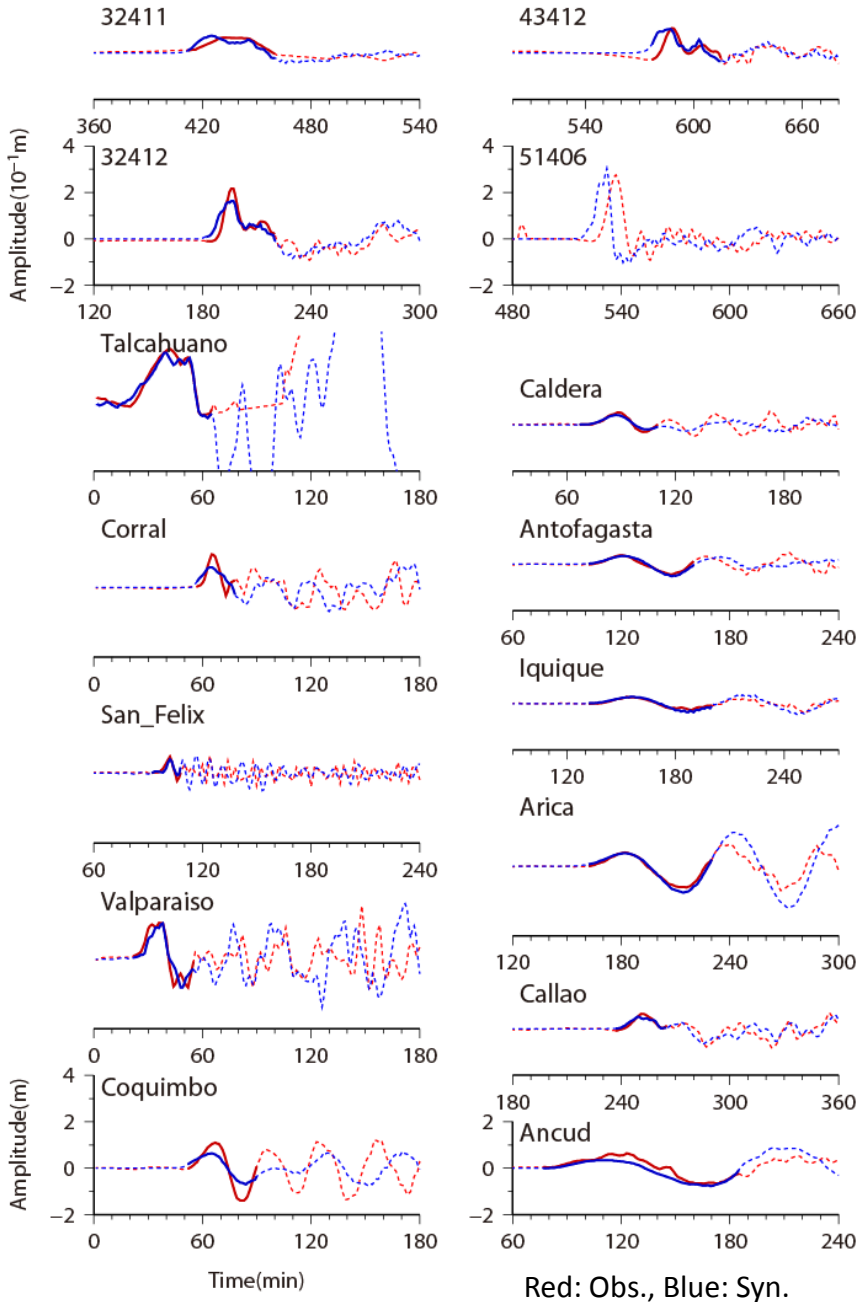 32411
360 420 480 540
Amplitude(10⁻¹m)
32412
4
2
0
−2
120 180 240 300
Talcahuano
0 60 120 180
Corral
0 60 120 180
San_Felix
60 120 180 240
Valparaiso
0 60 120 180
Amplitude(m)
Coquimbo
4
2
0
−2
0 60 120 180
Time(min)
43412
540 600 660
51406
4
2
0
−2
480 540 600 660
Caldera
60 120 180
Antofagasta
60 120 180 240
Iquique
120 180 240
Arica
120 180 240 300
Callao
180 240 300 360
Ancud
4
2
0
−2
60 120 180 240
Red: Obs., Blue: Syn.